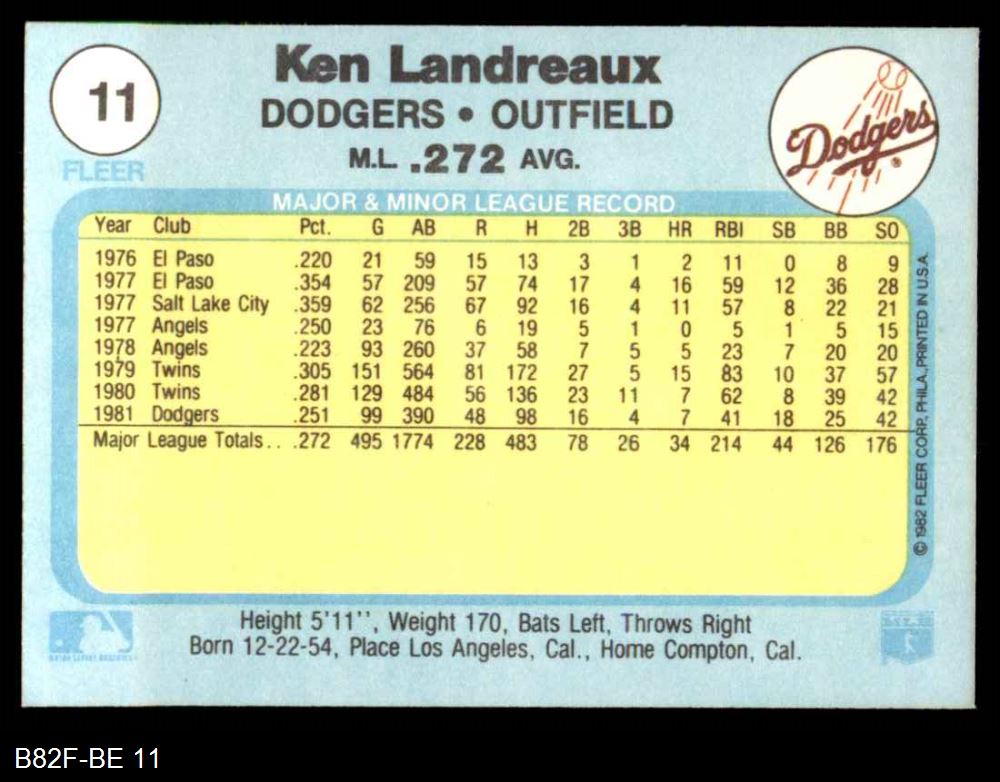 11
FLEER
Ken Landreaux
DODGERS • OUTFIELD
M.L. .272 AVG.
Dodgers
MAJOR & MINOR LEAGUE RECORD
Year Club Pct. G AB R H 2B 3B HR RBI SB BB SO
1976 El Paso .220 21 59 15 13 3 1 2 11 0 8 9
1977 El Paso .354 57 209 57 74 17 4 16 59 12 36 28
1977 Salt Lake City .359 62 256 67 92 16 4 11 57 8 22 21
1977 Angels .250 23 76 6 19 5 1 0 5 1 5 15
1978 Angels .223 93 260 37 58 7 5 5 23 7 20 20
1979 Twins .305 151 564 81 172 27 5 15 83 10 37 57
1980 Twins .281 129 484 56 136 23 11 7 62 8 39 42
1981 Dodgers .251 99 390 48 98 16 4 7 41 18 25 42
Major League Totals.. .272 495 1774 228 483 78 26 34 214 44 126 176
© 1982 FLEER CORP., PHILA., PRINTED IN U.S.A.
Height 5'11'', Weight 170, Bats Left, Throws Right
Born 12-22-54, Place Los Angeles, Cal., Home Compton, Cal.
B82F-BE 11